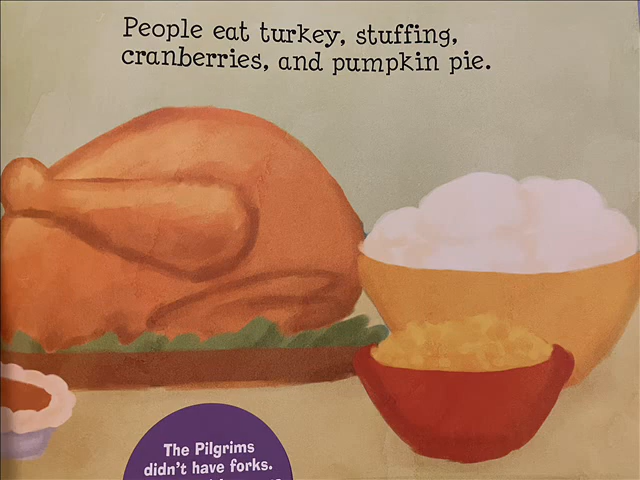 People eat turkey, stuffing,
cranberries, and pumpkin pie.
The Pilgrims
didn't have forks.